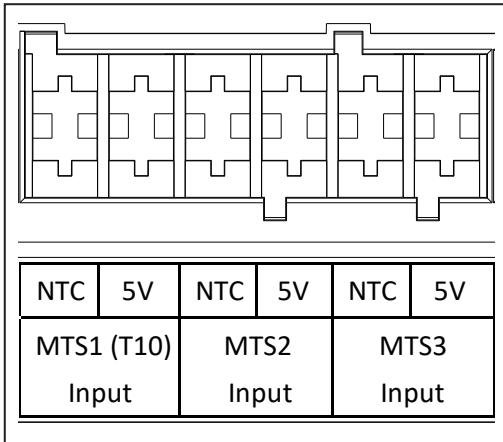 NTC 5V NTC 5V NTC 5V
MTS1 (T10) MTS2 MTS3
Input Input Input